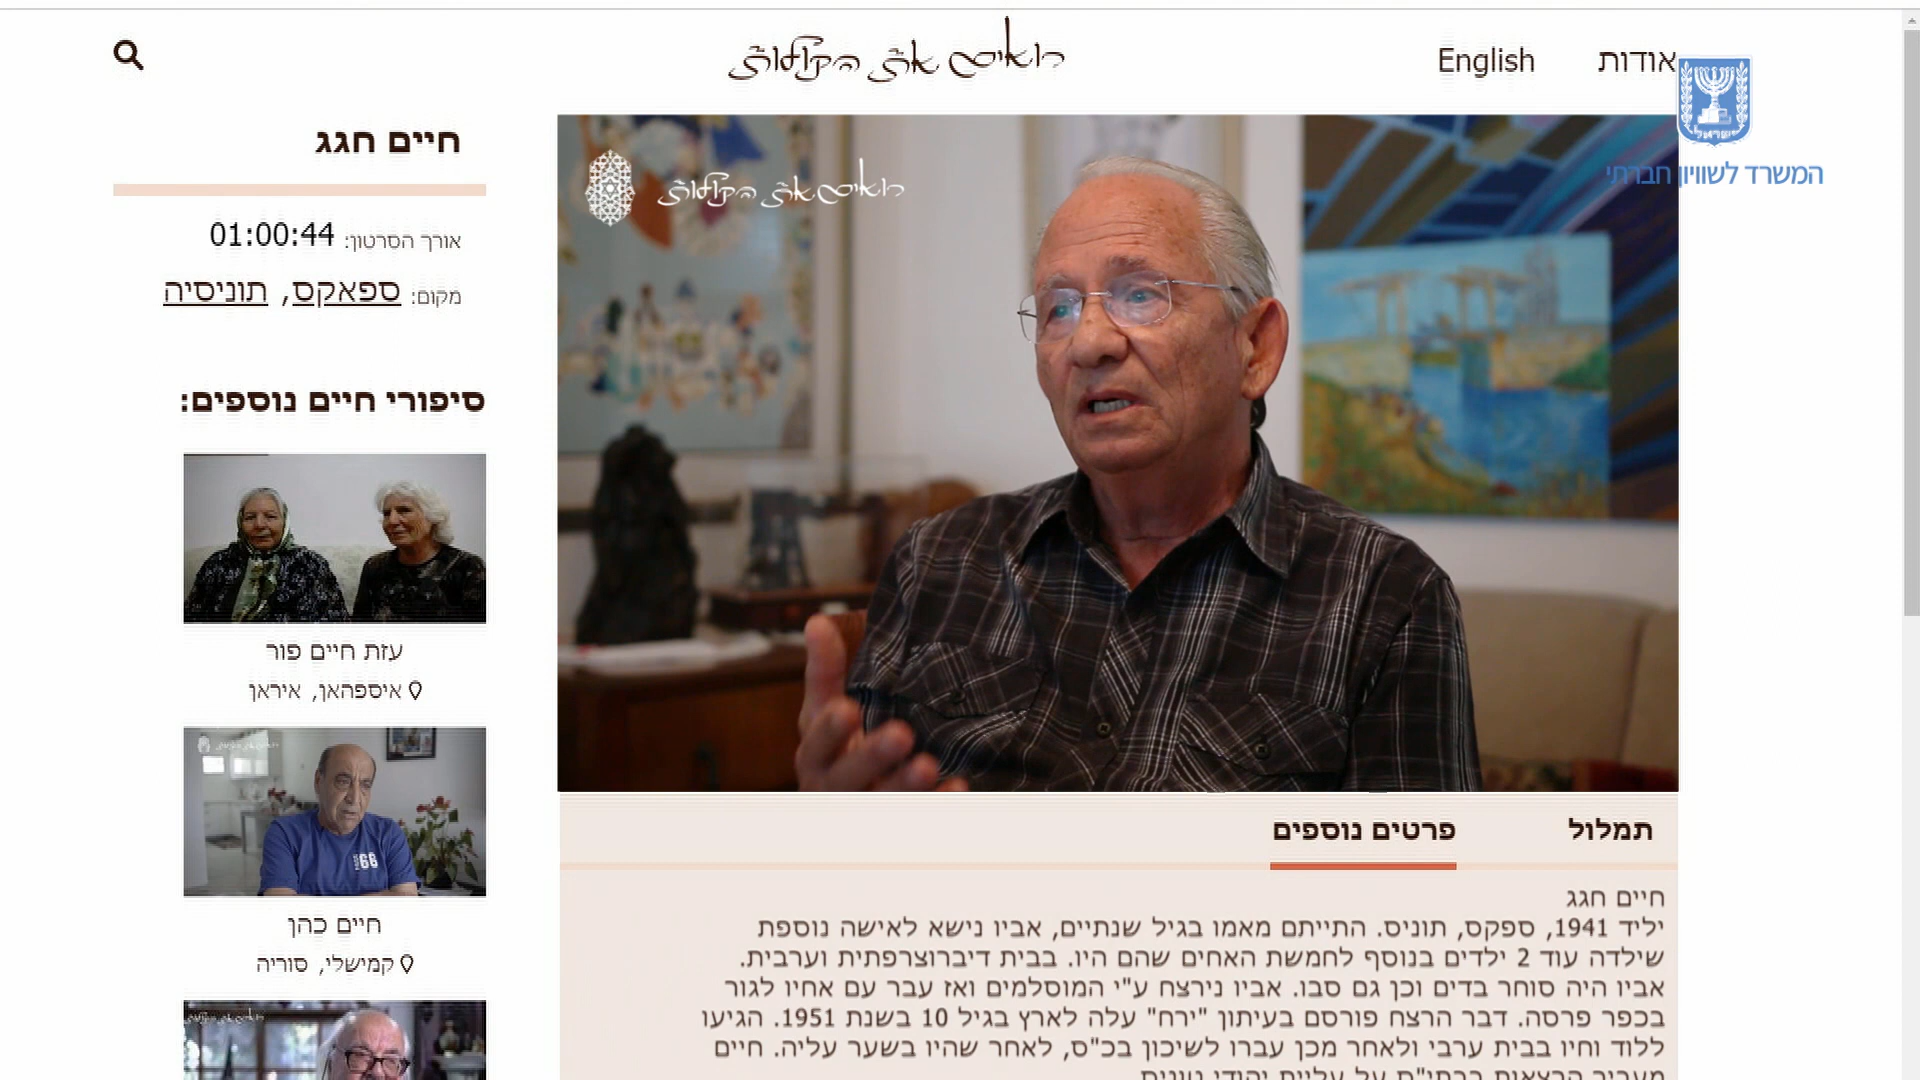 אודות
English
רואים את הקולות
המשרד לשוויון חברתי
רואים את הקולות
חיים חגג
אורך הסרטון: 01:00:44
מקום: ספאקס, תוניסיה
סיפורי חיים נוספים:
עזת חיים פור
איספהאן, איראן
חיים כהן
קמישלי, סוריה
תמלול
פרטים נוספים
חיים חגג
יליד 1941, ספקס, תוניס. התייתם מאמו בגיל שנתיים, אביו נישא לאישה נוספת
שילדה עוד 2 ילדים בנוסף לחמשת האחים שהם היו. בבית דיברוצרפתית וערבית.
אביו היה סוחר בדים וכן גם סבו. אביו נירצח ע"י המוסלמים ואז עבר עם אחיו לגור
בכפר פרסה. דבר הרצח פורסם בעיתון "ירח" עלה לארץ בגיל 10 בשנת 1951. הגיעו
ללוד וחיו בבית ערבי ולאחר מכן עברו לשיכון בכ"ס, לאחר שהיו בשער עליה. חיים